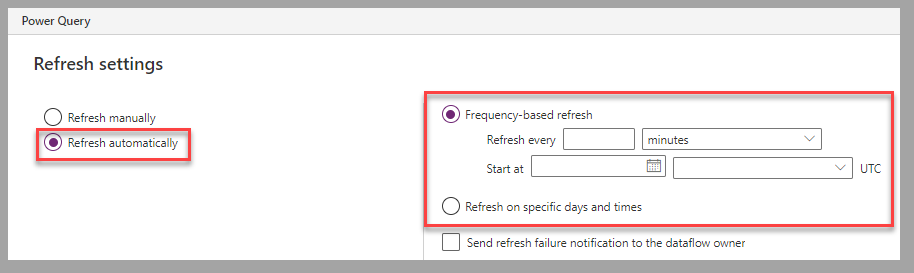 Power Query
Refresh settings
Refresh manually
Refresh automatically
Frequency-based refresh
Refresh every minutes
Start at UTC
Refresh on specific days and times
Send refresh failure notification to the dataflow owner